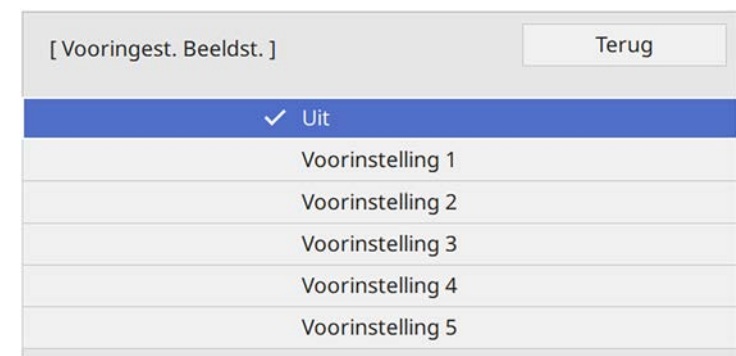 [ Vooringest. Beeldst. ]
Terug
Uit
Voorinstelling 1
Voorinstelling 2
Voorinstelling 3
Voorinstelling 4
Voorinstelling 5